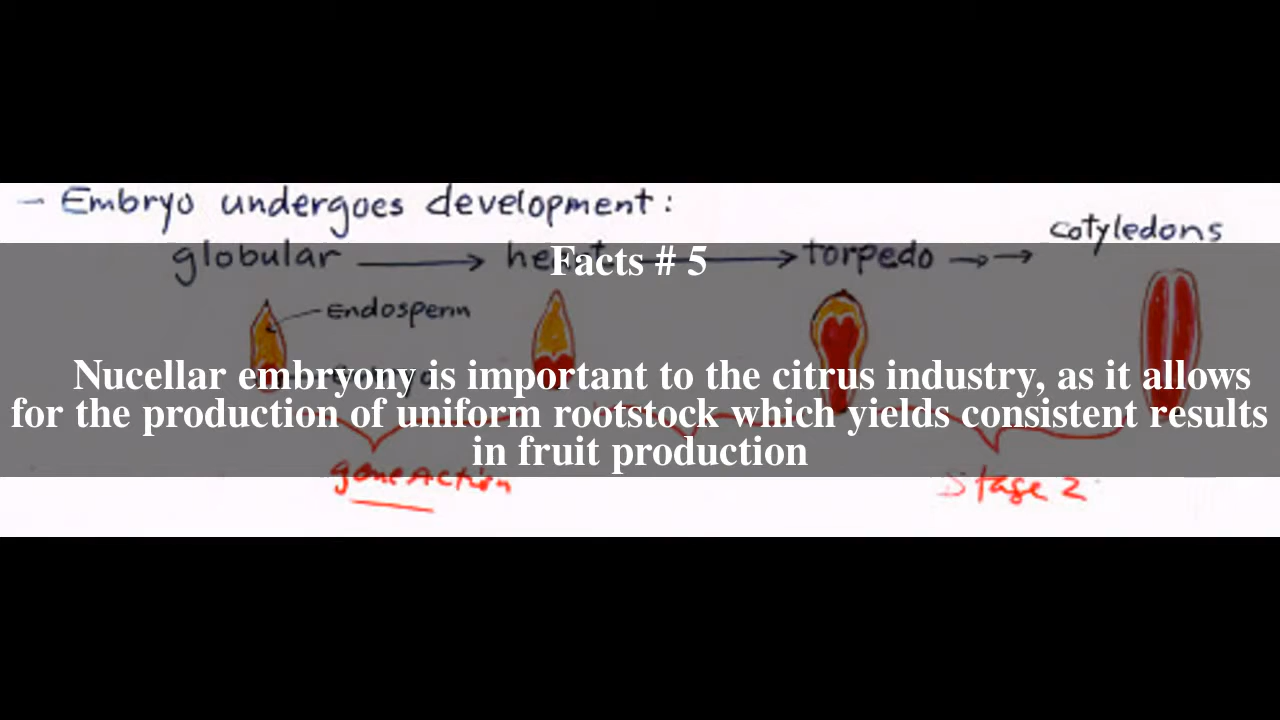 - Embryo undergoes development:
cotyledons
globular → → torpedo → →
Facts # 5
Endosperm
Nucellar embryony is important to the citrus industry, as it allows
for the production of uniform rootstock which yields consistent results
in fruit production
gene Action
Stage 2